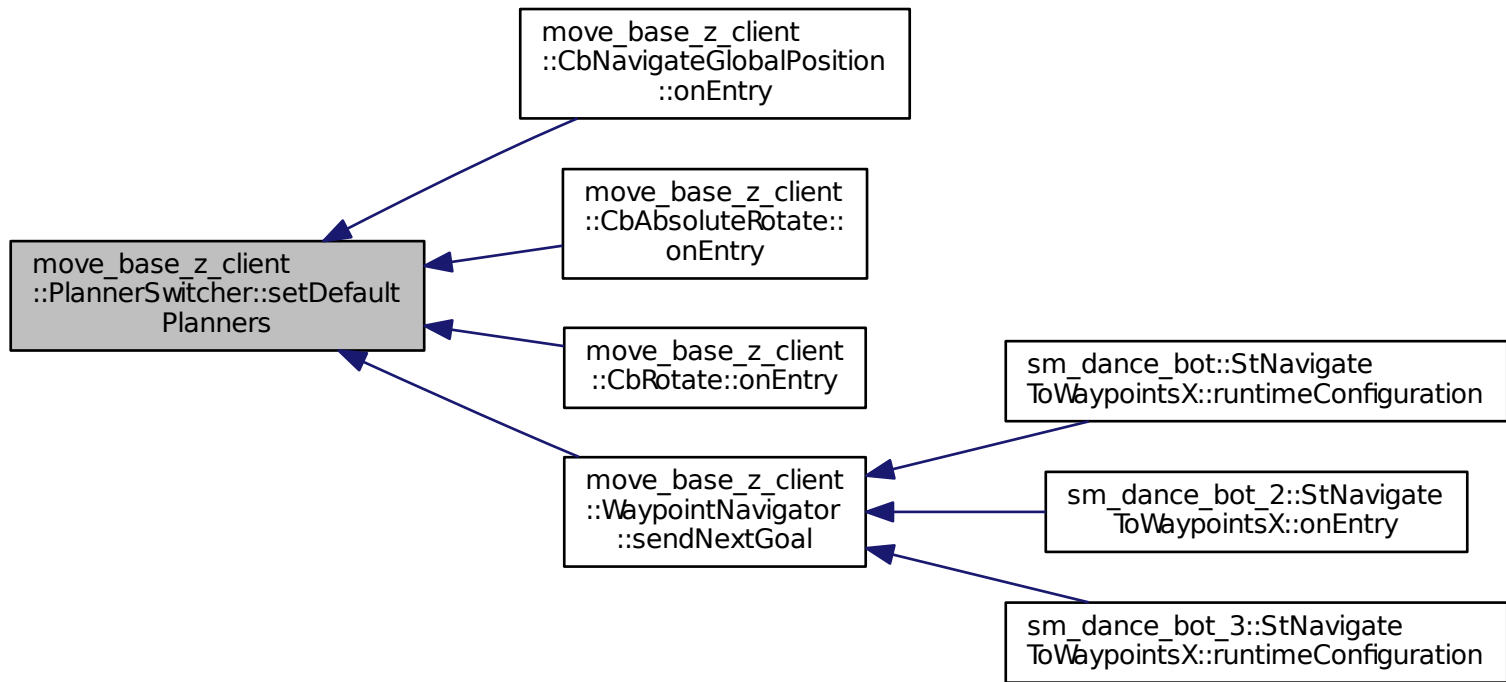 move_base_z_client
::CbNavigateGlobalPosition
::onEntry
move_base_z_client
::CbAbsoluteRotate::
onEntry
move_base_z_client
::PlannerSwitcher::setDefault
Planners
move_base_z_client
::CbRotate::onEntry
sm_dance_bot::StNavigate
ToWaypointsX::runtimeConfiguration
move_base_z_client
::WaypointNavigator
::sendNextGoal
sm_dance_bot_2::StNavigate
ToWaypointsX::onEntry
sm_dance_bot_3::StNavigate
ToWaypointsX::runtimeConfiguration